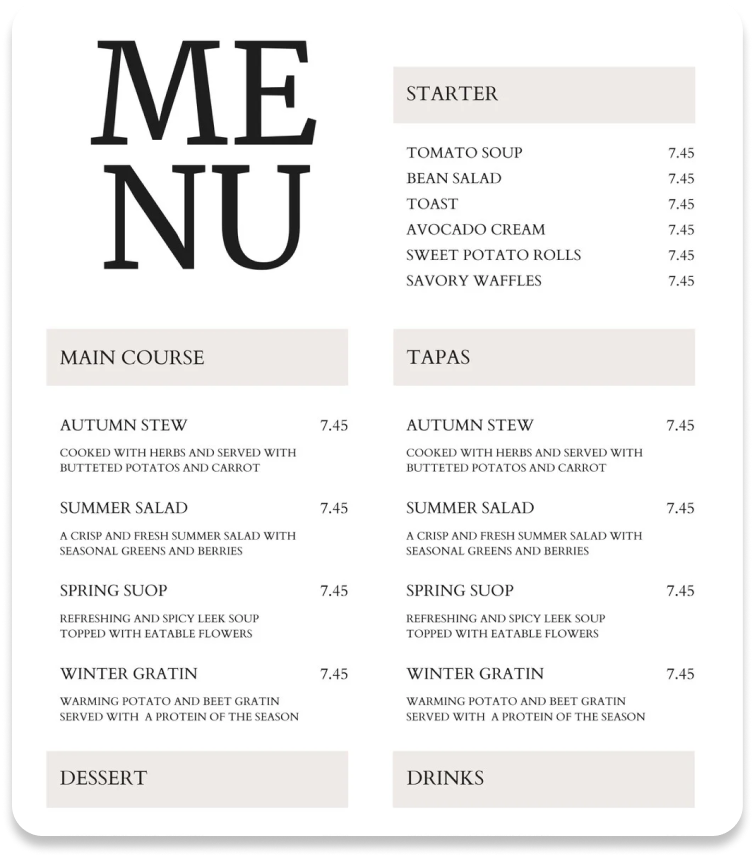 ME
NU
STARTER
TOMATO SOUP 7.45
BEAN SALAD 7.45
TOAST 7.45
AVOCADO CREAM 7.45
SWEET POTATO ROLLS 7.45
SAVORY WAFFLES 7.45
MAIN COURSE
AUTUMN STEW 7.45
COOKED WITH HERBS AND SERVED WITH
BUTTETED POTATOS AND CARROT
SUMMER SALAD 7.45
A CRISP AND FRESH SUMMER SALAD WITH
SEASONAL GREENS AND BERRIES
SPRING SUOP 7.45
REFRESHING AND SPICY LEEK SOUP
TOPPED WITH EATABLE FLOWERS
WINTER GRATIN 7.45
WARMING POTATO AND BEET GRATIN
SERVED WITH A PROTEIN OF THE SEASON
TAPAS
AUTUMN STEW 7.45
COOKED WITH HERBS AND SERVED WITH
BUTTETED POTATOS AND CARROT
SUMMER SALAD 7.45
A CRISP AND FRESH SUMMER SALAD WITH
SEASONAL GREENS AND BERRIES
SPRING SUOP 7.45
REFRESHING AND SPICY LEEK SOUP
TOPPED WITH EATABLE FLOWERS
WINTER GRATIN 7.45
WARMING POTATO AND BEET GRATIN
SERVED WITH A PROTEIN OF THE SEASON
DESSERT
DRINKS